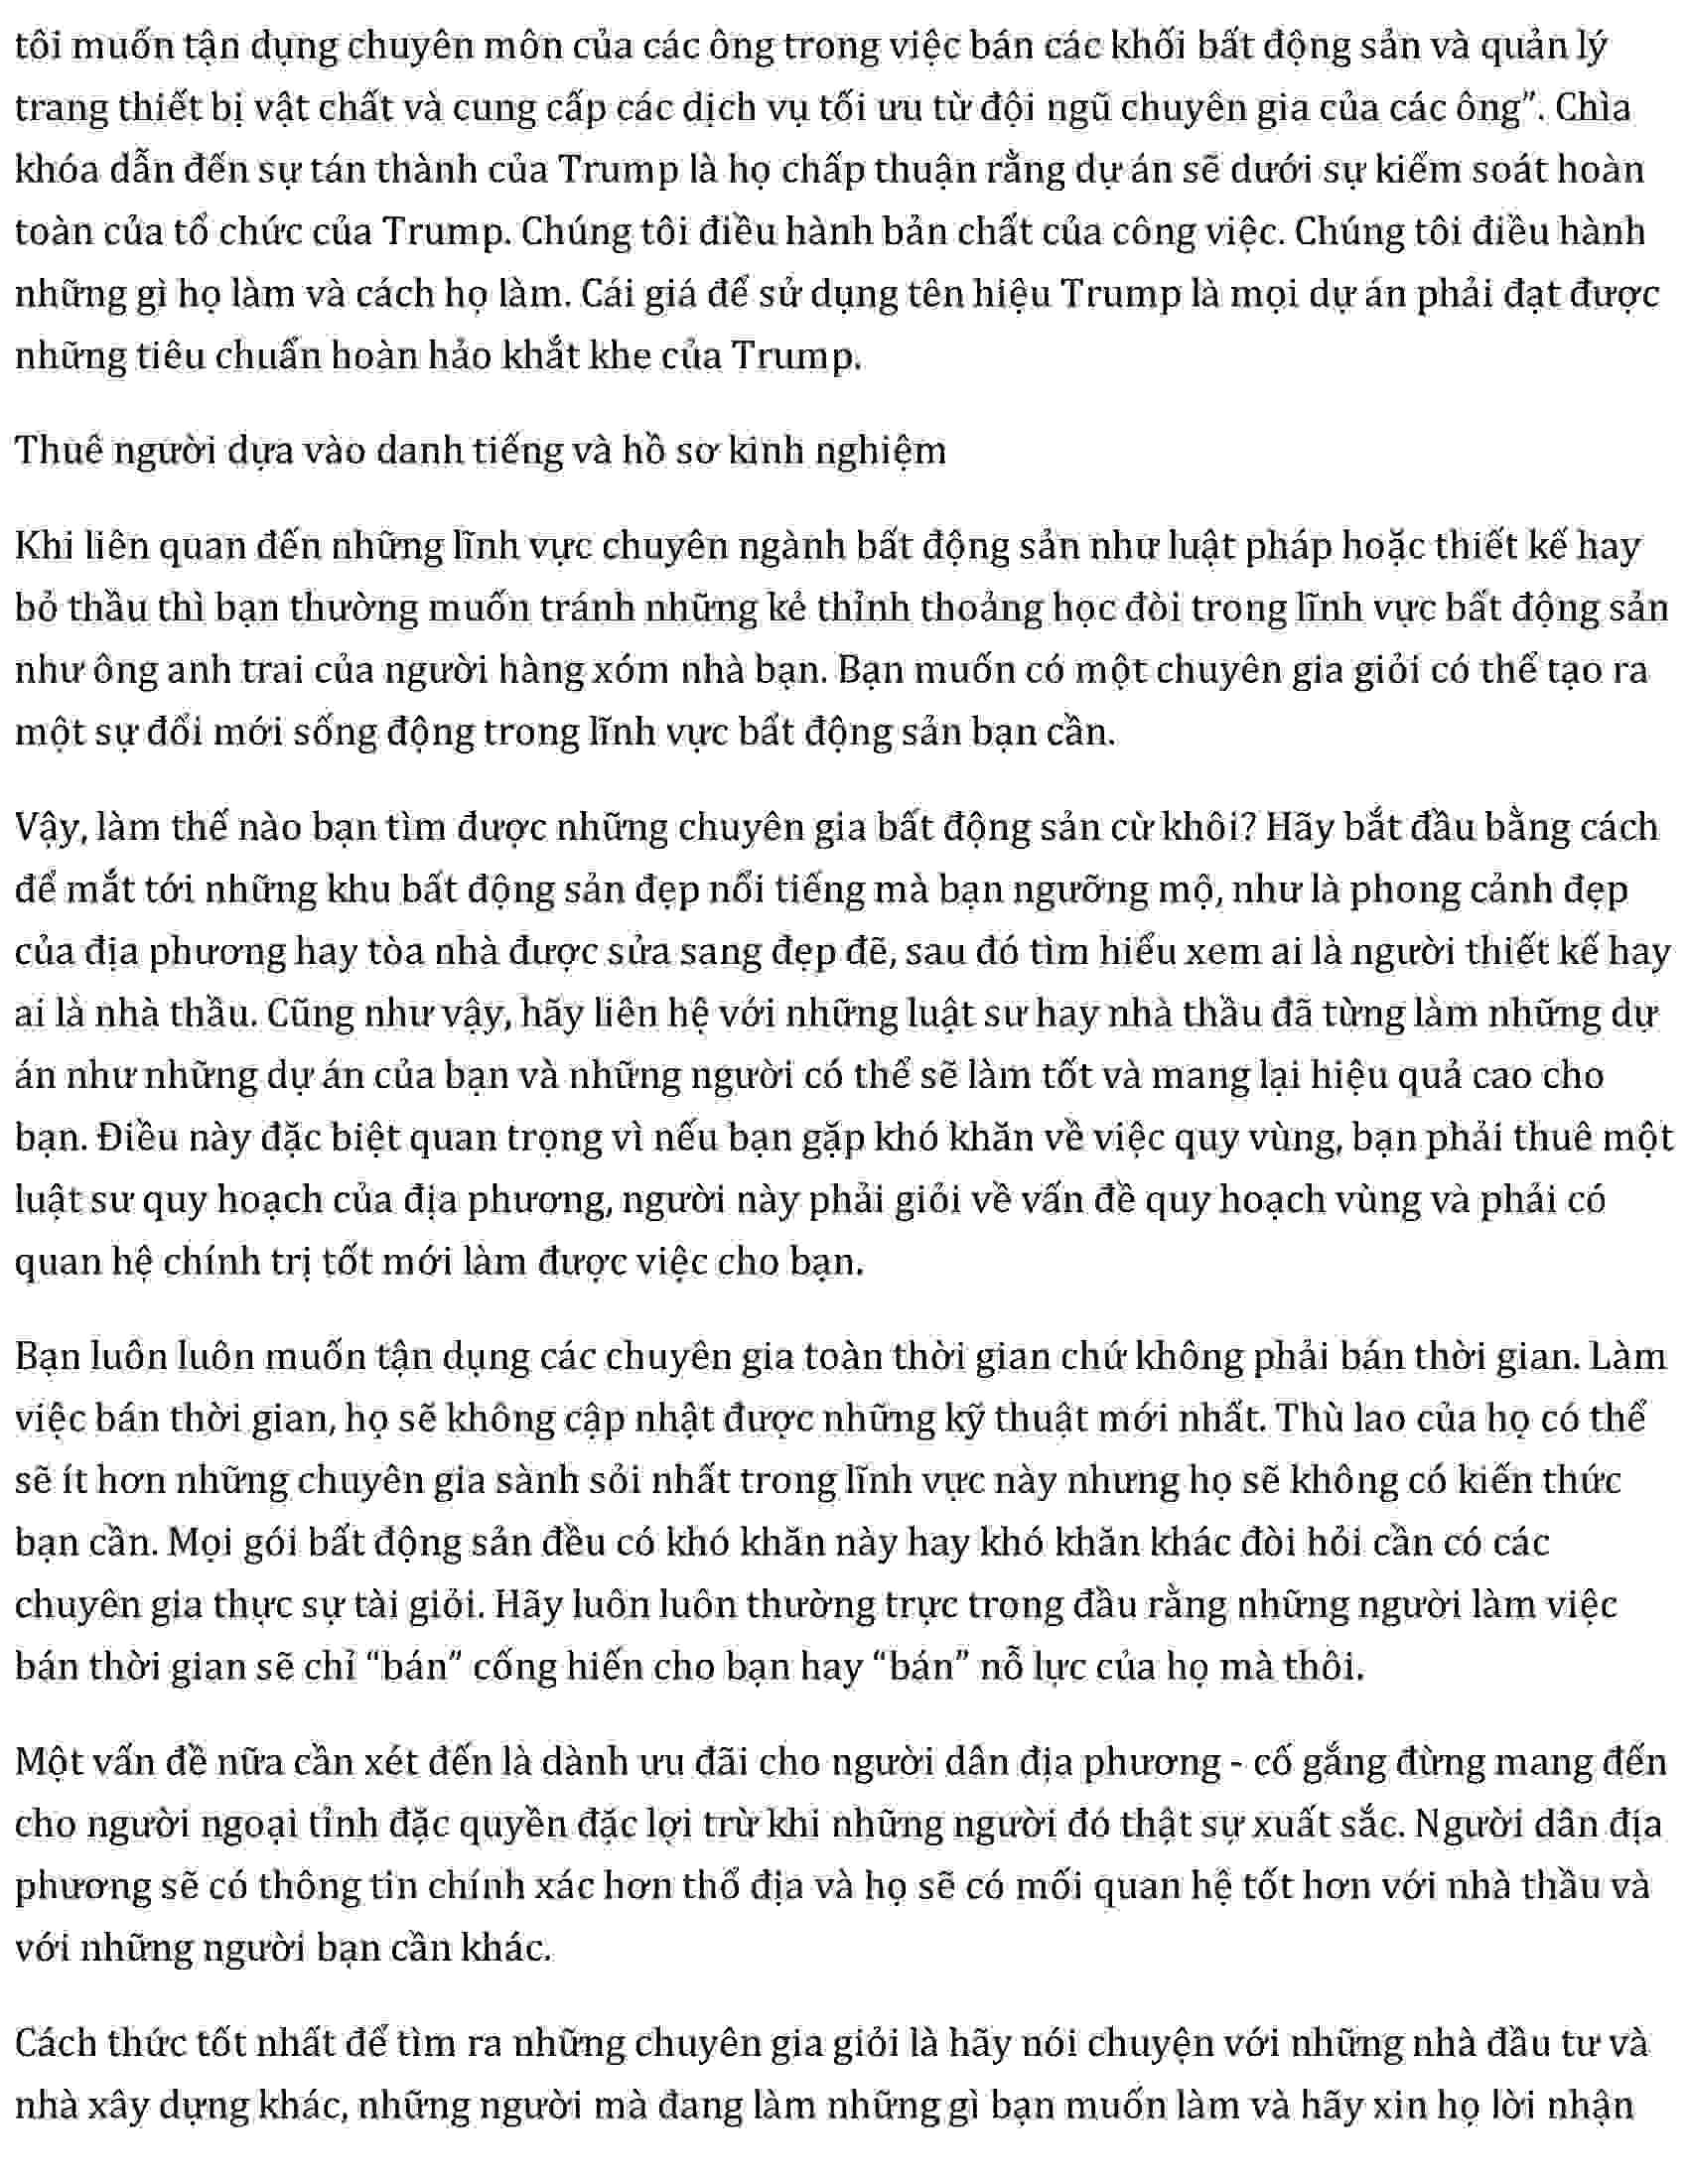 tôi muốn tận dụng chuyên môn của các ông trong việc bán các khối bất động sản và quản lý
trang thiết bị vật chất và cung cấp các dịch vụ tối ưu từ đội ngũ chuyên gia của các ông”. Chìa
khóa dẫn đến sự tán thành của Trump là họ chấp thuận rằng dự án sẽ dưới sự kiểm soát hoàn
toàn của tổ chức của Trump. Chúng tôi điều hành bản chất của công việc. Chúng tôi điều hành
những gì họ làm và cách họ làm. Cái giá để sử dụng tên hiệu Trump là mọi dự án phải đạt được
những tiêu chuẩn hoàn hảo khắt khe của Trump.
Thuê người dựa vào danh tiếng và hồ sơ kinh nghiệm
Khi liên quan đến những lĩnh vực chuyên ngành bất động sản như luật pháp hoặc thiết kế hay
bỏ thầu thì bạn thường muốn tránh những kẻ thỉnh thoảng học đòi trong lĩnh vực bất động sản
như ông anh trai của người hàng xóm nhà bạn. Bạn muốn có một chuyên gia giỏi có thể tạo ra
một sự đổi mới sống động trong lĩnh vực bất động sản bạn cần.
Vậy, làm thế nào bạn tìm được những chuyên gia bất động sản cừ khôi? Hãy bắt đầu bằng cách
để mắt tới những khu bất động sản đẹp nổi tiếng mà bạn ngưỡng mộ, như là phong cảnh đẹp
của địa phương hay tòa nhà được sửa sang đẹp đẽ, sau đó tìm hiểu xem ai là người thiết kế hay
ai là nhà thầu. Cũng như vậy, hãy liên hệ với những luật sư hay nhà thầu đã từng làm những dự
án như những dự án của bạn và những người có thể sẽ làm tốt và mang lại hiệu quả cao cho
bạn. Điều này đặc biệt quan trọng vì nếu bạn gặp khó khăn về việc quy vùng, bạn phải thuê một
luật sư quy hoạch của địa phương, người này phải giỏi về vấn đề quy hoạch vùng và phải có
quan hệ chính trị tốt mới làm được việc cho bạn.
Bạn luôn luôn muốn tận dụng các chuyên gia toàn thời gian chứ không phải bán thời gian. Làm
việc bán thời gian, họ sẽ không cập nhật được những kỹ thuật mới nhất. Thù lao của họ có thể
sẽ ít hơn những chuyên gia sành sỏi nhất trong lĩnh vực này nhưng họ sẽ không có kiến thức
bạn cần. Mọi gói bất động sản đều có khó khăn này hay khó khăn khác đòi hỏi cần có các
chuyên gia thực sự tài giỏi. Hãy luôn luôn thường trực trong đầu rằng những người làm việc
bán thời gian sẽ chỉ “bán” cống hiến cho bạn hay “bán” nỗ lực của họ mà thôi.
Một vấn đề nữa cần xét đến là dành ưu đãi cho người dân địa phương - cố gắng đừng mang đến
cho người ngoại tỉnh đặc quyền đặc lợi trừ khi những người đó thật sự xuất sắc. Người dân địa
phương sẽ có thông tin chính xác hơn thổ địa và họ sẽ có mối quan hệ tốt hơn với nhà thầu và
với những người bạn cần khác.
Cách thức tốt nhất để tìm ra những chuyên gia giỏi là hãy nói chuyện với những nhà đầu tư và
nhà xây dựng khác, những người mà đang làm những gì bạn muốn làm và hãy xin họ lời nhận